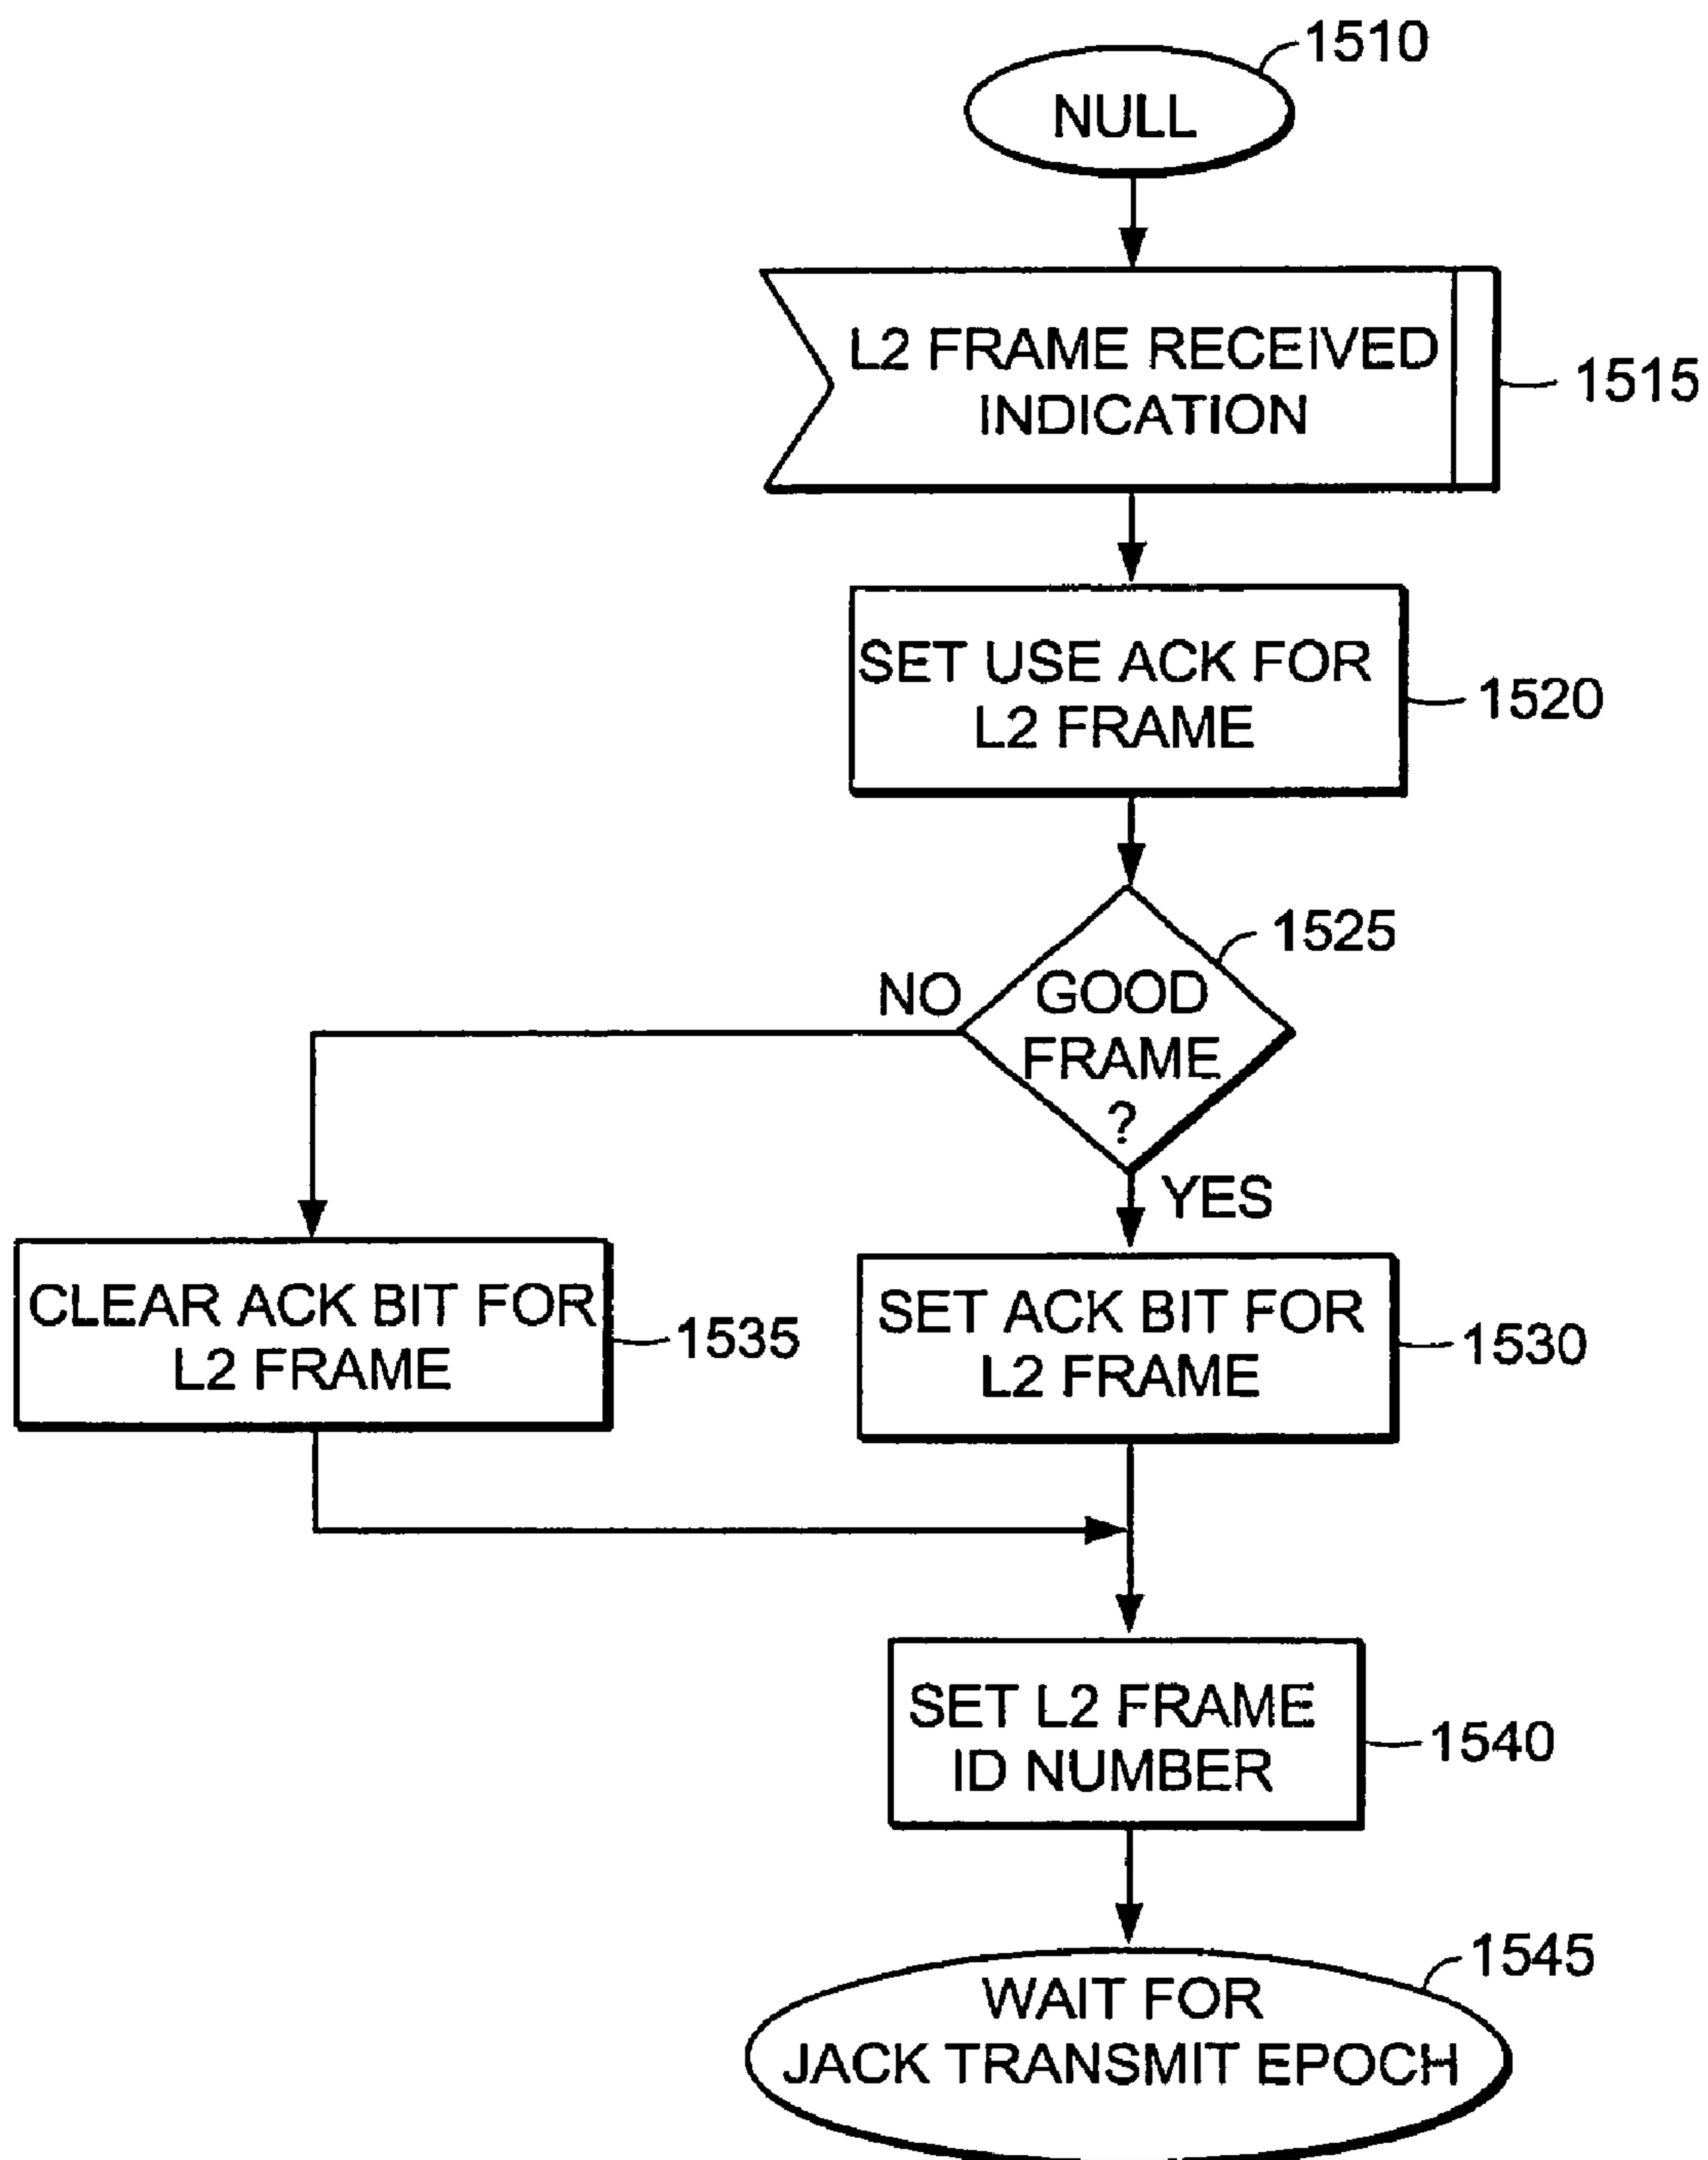 1510
NULL
L2 FRAME RECEIVED
INDICATION
1515
SET USE ACK FOR
L2 FRAME
1520
1525
NO
GOOD
FRAME
?
YES
CLEAR ACK BIT FOR
L2 FRAME
1535
SET ACK BIT FOR
L2 FRAME
1530
SET L2 FRAME
ID NUMBER
1540
1545
WAIT FOR
JACK TRANSMIT EPOCH